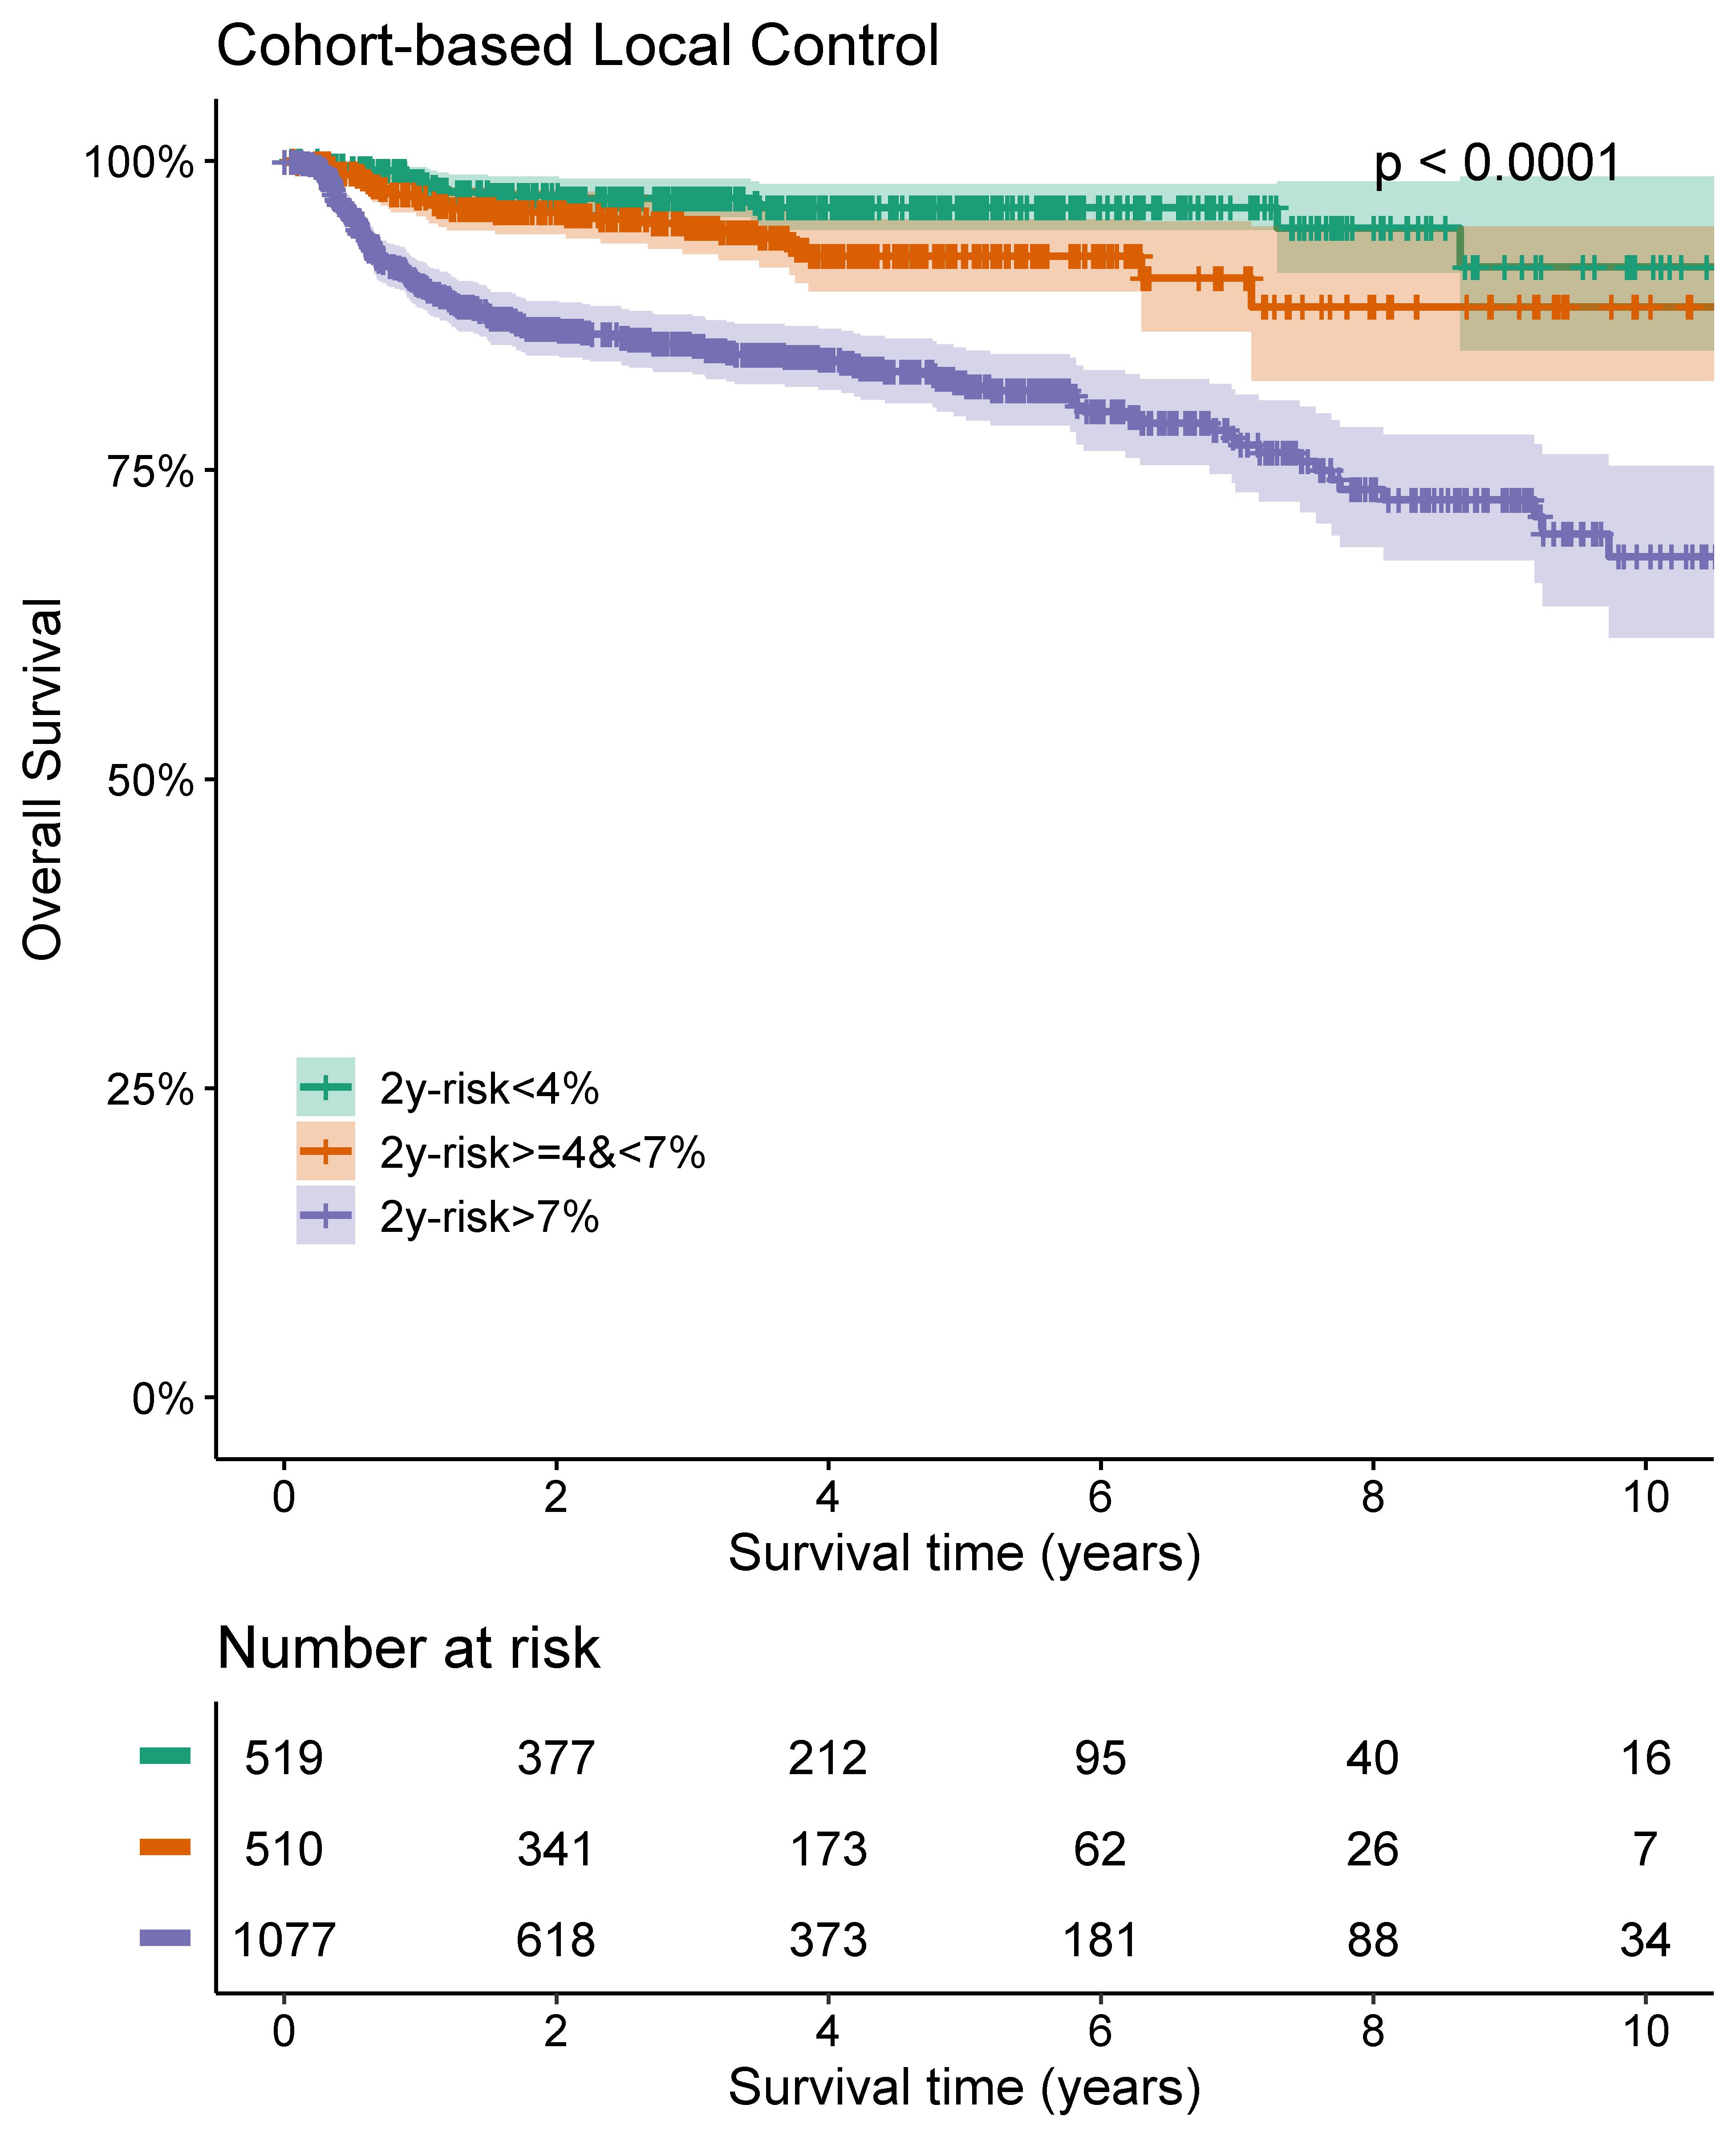 Cohort-based Local Control
p < 0.0001
100%
75%
50%
25%
0%
Overall Survival
2y-risk<4%
2y-risk>=4&<7%
2y-risk>7%
0 2 4 6 8 10
Survival time (years)
Number at risk
519 377 212 95 40 16
510 341 173 62 26 7
1077 618 373 181 88 34
0 2 4 6 8 10
Survival time (years)